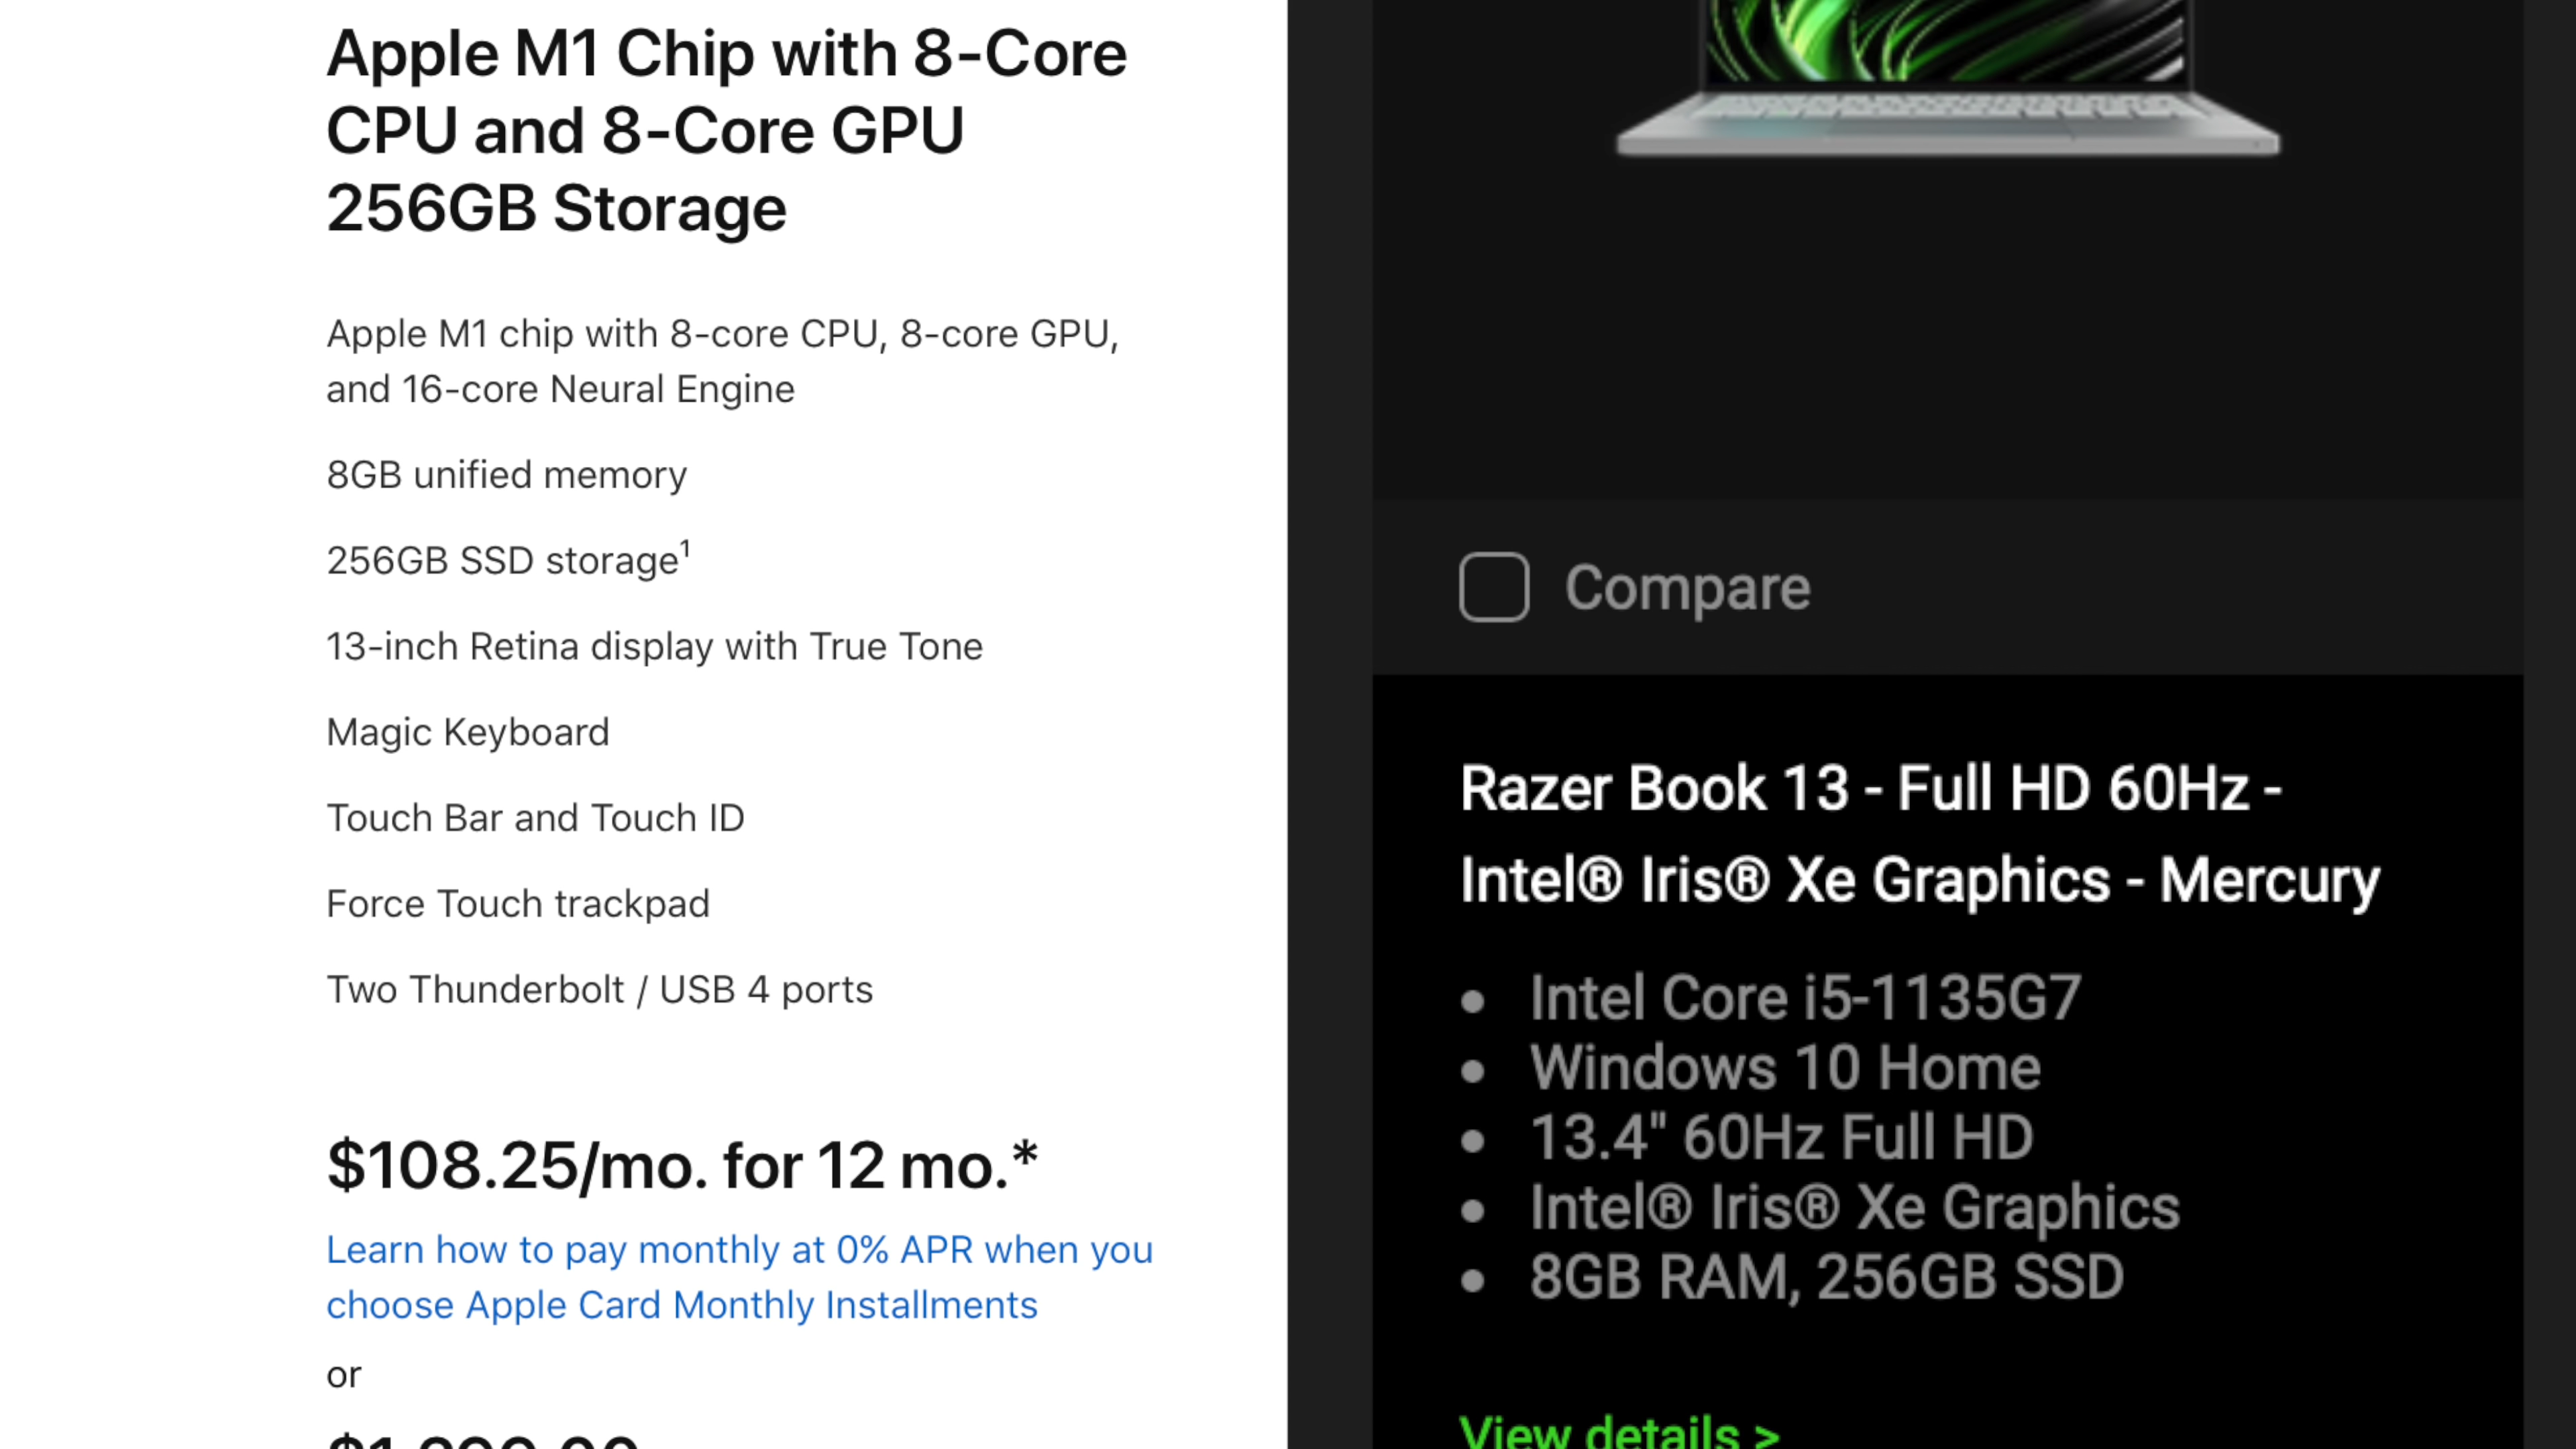 Apple M1 Chip with 8-Core
CPU and 8-Core GPU
256GB Storage
Apple M1 chip with 8-core CPU, 8-core GPU,
and 16-core Neural Engine
8GB unified memory
256GB SSD storage¹
13-inch Retina display with True Tone
Magic Keyboard
Touch Bar and Touch ID
Force Touch trackpad
Two Thunderbolt / USB 4 ports
$108.25/mo. for 12 mo.*
Learn how to pay monthly at 0% APR when you
choose Apple Card Monthly Installments
or
Compare
Razer Book 13 - Full HD 60Hz -
Intel® Iris® Xe Graphics - Mercury
• Intel Core i5-1135G7
• Windows 10 Home
• 13.4" 60Hz Full HD
• Intel® Iris® Xe Graphics
• 8GB RAM, 256GB SSD
View details >